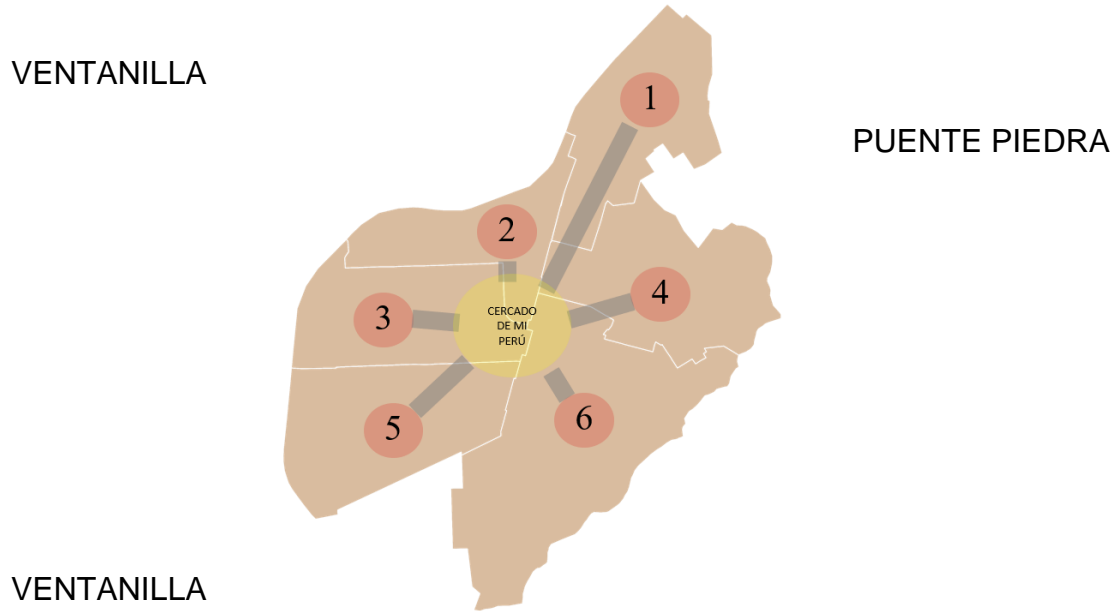 VENTANILLA
1
PUENTE PIEDRA
2
4
3
CERCADO
DE MI
PERÚ
5
6
VENTANILLA